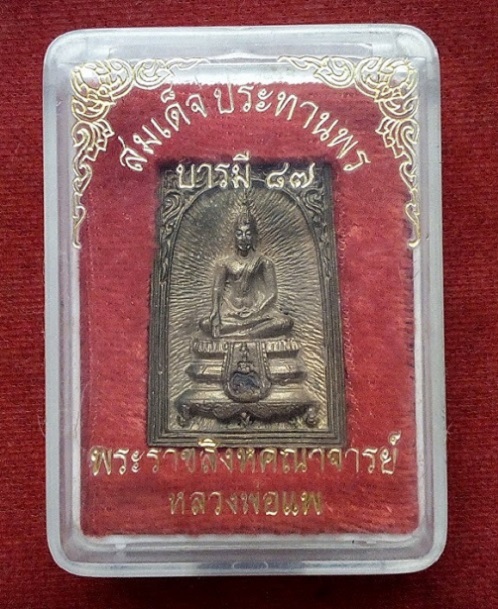 สมเด็จ ประทานพร
บารมี ๘๗
พระราชสิงหคณาจารย์
หลวงพ่อแพ